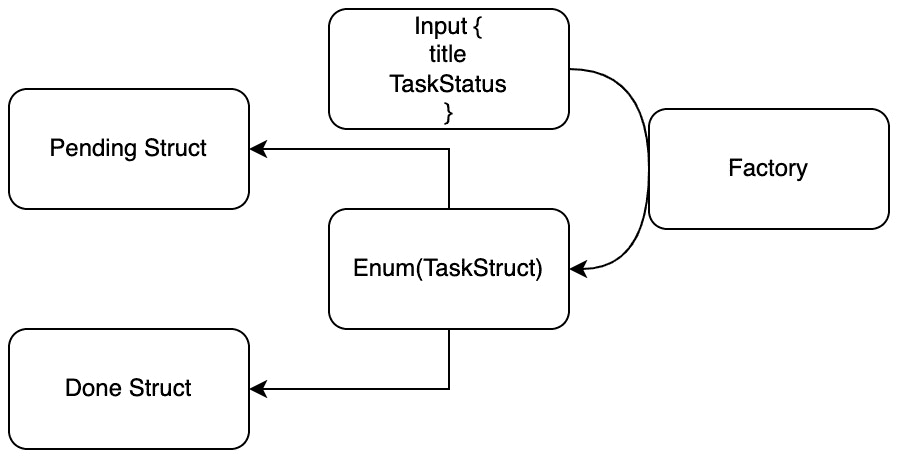 Input {
title
TaskStatus
}
Pending Struct
Factory
Enum(TaskStruct)
Done Struct